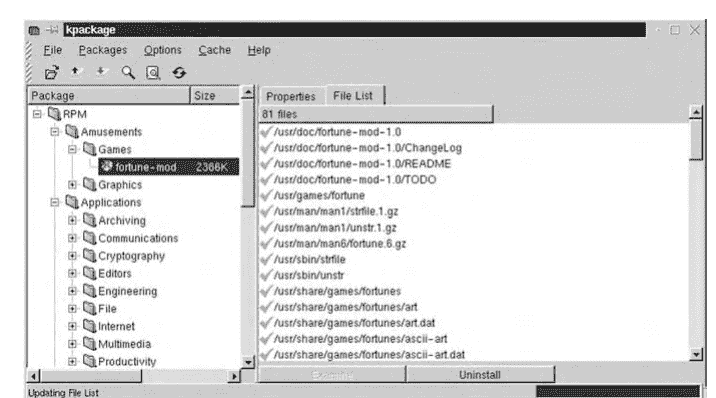 kpackage
File Packages Options Cache Help
Package Size
RPM
Amusements
Games
fortune-mod 2366K
Graphics
Applications
Archiving
Communications
Cryptography
Editors
Engineering
File
Internet
Multimedia
Productivity
Updating File List
Properties File List
81 files
/usr/doc/fortune-mod-1.0
/usr/doc/fortune-mod-1.0/ChangeLog
/usr/doc/fortune-mod-1.0/README
/usr/doc/fortune-mod-1.0/TODO
/usr/games/fortune
/usr/man/man1/strfile.1.gz
/usr/man/man1/unstr.1.gz
/usr/man/man6/fortune.6.gz
/usr/sbin/strfile
/usr/sbin/unstr
/usr/share/games/fortunes
/usr/share/games/fortunes/art
/usr/share/games/fortunes/art.dat
/usr/share/games/fortunes/ascii-art
/usr/share/games/fortunes/ascii-art.dat
Examine Uninstall